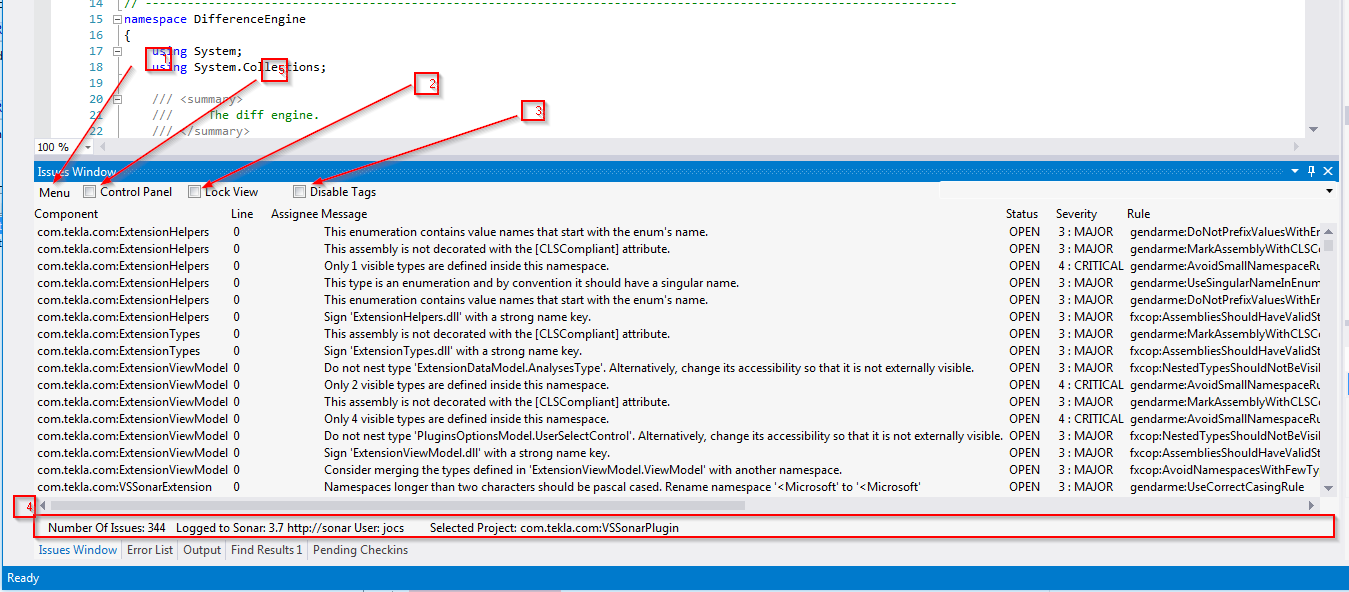 14 // -----------------------------------------------------------------------
15 namespace DifferenceEngine
16 {
17 using System;
18 using System.Collections;
19
20 /// <summary>
21 /// The diff engine.
22 /// </summary>
1
5
2
3
100 %
Issues Window
Menu Control Panel Lock View Disable Tags
Component Line Assignee Message Status Severity Rule
com.tekla.com:ExtensionHelpers 0 This enumeration contains value names that start with the enum's name. OPEN 3 : MAJOR gendarme:DoNotPrefixValuesWithEn
com.tekla.com:ExtensionHelpers 0 This assembly is not decorated with the [CLSCompliant] attribute. OPEN 3 : MAJOR gendarme:MarkAssemblyWithCLSCo
com.tekla.com:ExtensionHelpers 0 Only 1 visible types are defined inside this namespace. OPEN 4 : CRITICAL gendarme:AvoidSmallNamespaceRu
com.tekla.com:ExtensionHelpers 0 This type is an enumeration and by convention it should have a singular name. OPEN 3 : MAJOR gendarme:UseSingularNameInEnum
com.tekla.com:ExtensionHelpers 0 This enumeration contains value names that start with the enum's name. OPEN 3 : MAJOR gendarme:DoNotPrefixValuesWithEn
com.tekla.com:ExtensionHelpers 0 Sign 'ExtensionHelpers.dll' with a strong name key. OPEN 3 : MAJOR fxcop:AssembliesShouldHaveValidSt
com.tekla.com:ExtensionTypes 0 This assembly is not decorated with the [CLSCompliant] attribute. OPEN 3 : MAJOR gendarme:MarkAssemblyWithCLSCo
com.tekla.com:ExtensionTypes 0 Sign 'ExtensionTypes.dll' with a strong name key. OPEN 3 : MAJOR fxcop:AssembliesShouldHaveValidSt
com.tekla.com:ExtensionViewModel 0 Do not nest type 'ExtensionDataModel.AnalysesType'. Alternatively, change its accessibility so that it is not externally visible. OPEN 3 : MAJOR fxcop:NestedTypesShouldNotBeVisil
com.tekla.com:ExtensionViewModel 0 Only 2 visible types are defined inside this namespace. OPEN 4 : CRITICAL gendarme:AvoidSmallNamespaceRu
com.tekla.com:ExtensionViewModel 0 This assembly is not decorated with the [CLSCompliant] attribute. OPEN 3 : MAJOR gendarme:MarkAssemblyWithCLSCo
com.tekla.com:ExtensionViewModel 0 Only 4 visible types are defined inside this namespace. OPEN 4 : CRITICAL gendarme:AvoidSmallNamespaceRu
com.tekla.com:ExtensionViewModel 0 Do not nest type 'PluginsOptionsModel.UserSelectControl'. Alternatively, change its accessibility so that it is not externally visible. OPEN 3 : MAJOR fxcop:NestedTypesShouldNotBeVisil
com.tekla.com:ExtensionViewModel 0 Sign 'ExtensionViewModel.dll' with a strong name key. OPEN 3 : MAJOR fxcop:AssembliesShouldHaveValidSt
com.tekla.com:ExtensionViewModel 0 Consider merging the types defined in 'ExtensionViewModel.ViewModel' with another namespace. OPEN 3 : MAJOR fxcop:AvoidNamespacesWithFewTy
com.tekla.com:VSSonarExtension 0 Namespaces longer than two characters should be pascal cased. Rename namespace '<Microsoft' to '<Microsoft' OPEN 3 : MAJOR gendarme:UseCorrectCasingRule
4
Number Of Issues: 344 Logged to Sonar: 3.7 http://sonar User: jocs Selected Project: com.tekla.com:VSSonarPlugin
Issues Window Error List Output Find Results 1 Pending Checkins
Ready